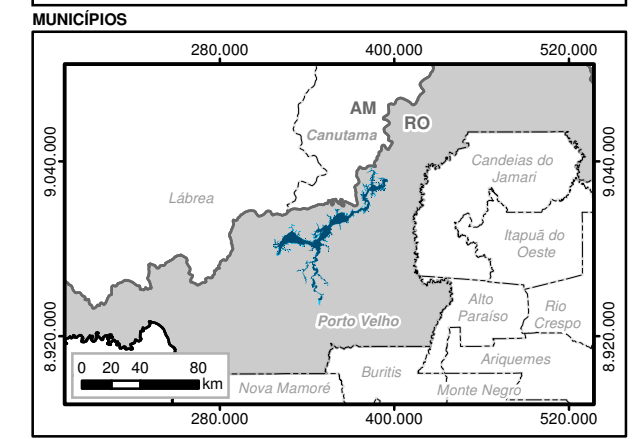 MUNICÍPIOS
280.000 400.000 520.000
AM
RO
Canutama
9.040.000 9.040.000
Candeias do
Jamari
Lábrea
Itapuã do
Oeste
Alto
Paraíso
Rio
Crespo
Porto Velho
8.920.000 8.920.000
0 20 40 80
km
Buritis
Ariquemes
Nova Mamoré
Monte Negro
280.000 400.000 520.000